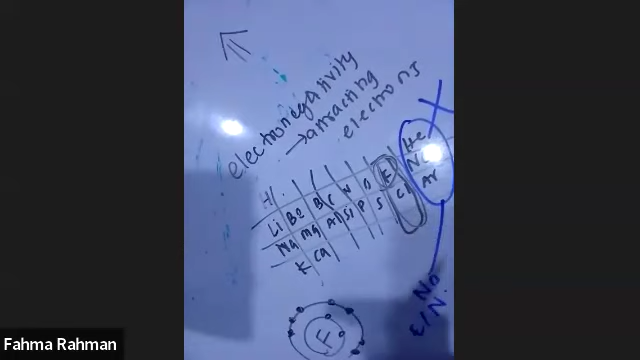 electronegativity
→ attracting
electrons
H He
Li Be B C N O F Ne
Na Mg Al Si P S Cl Ar
K Ca
No
E/N.
F
Fahma Rahman